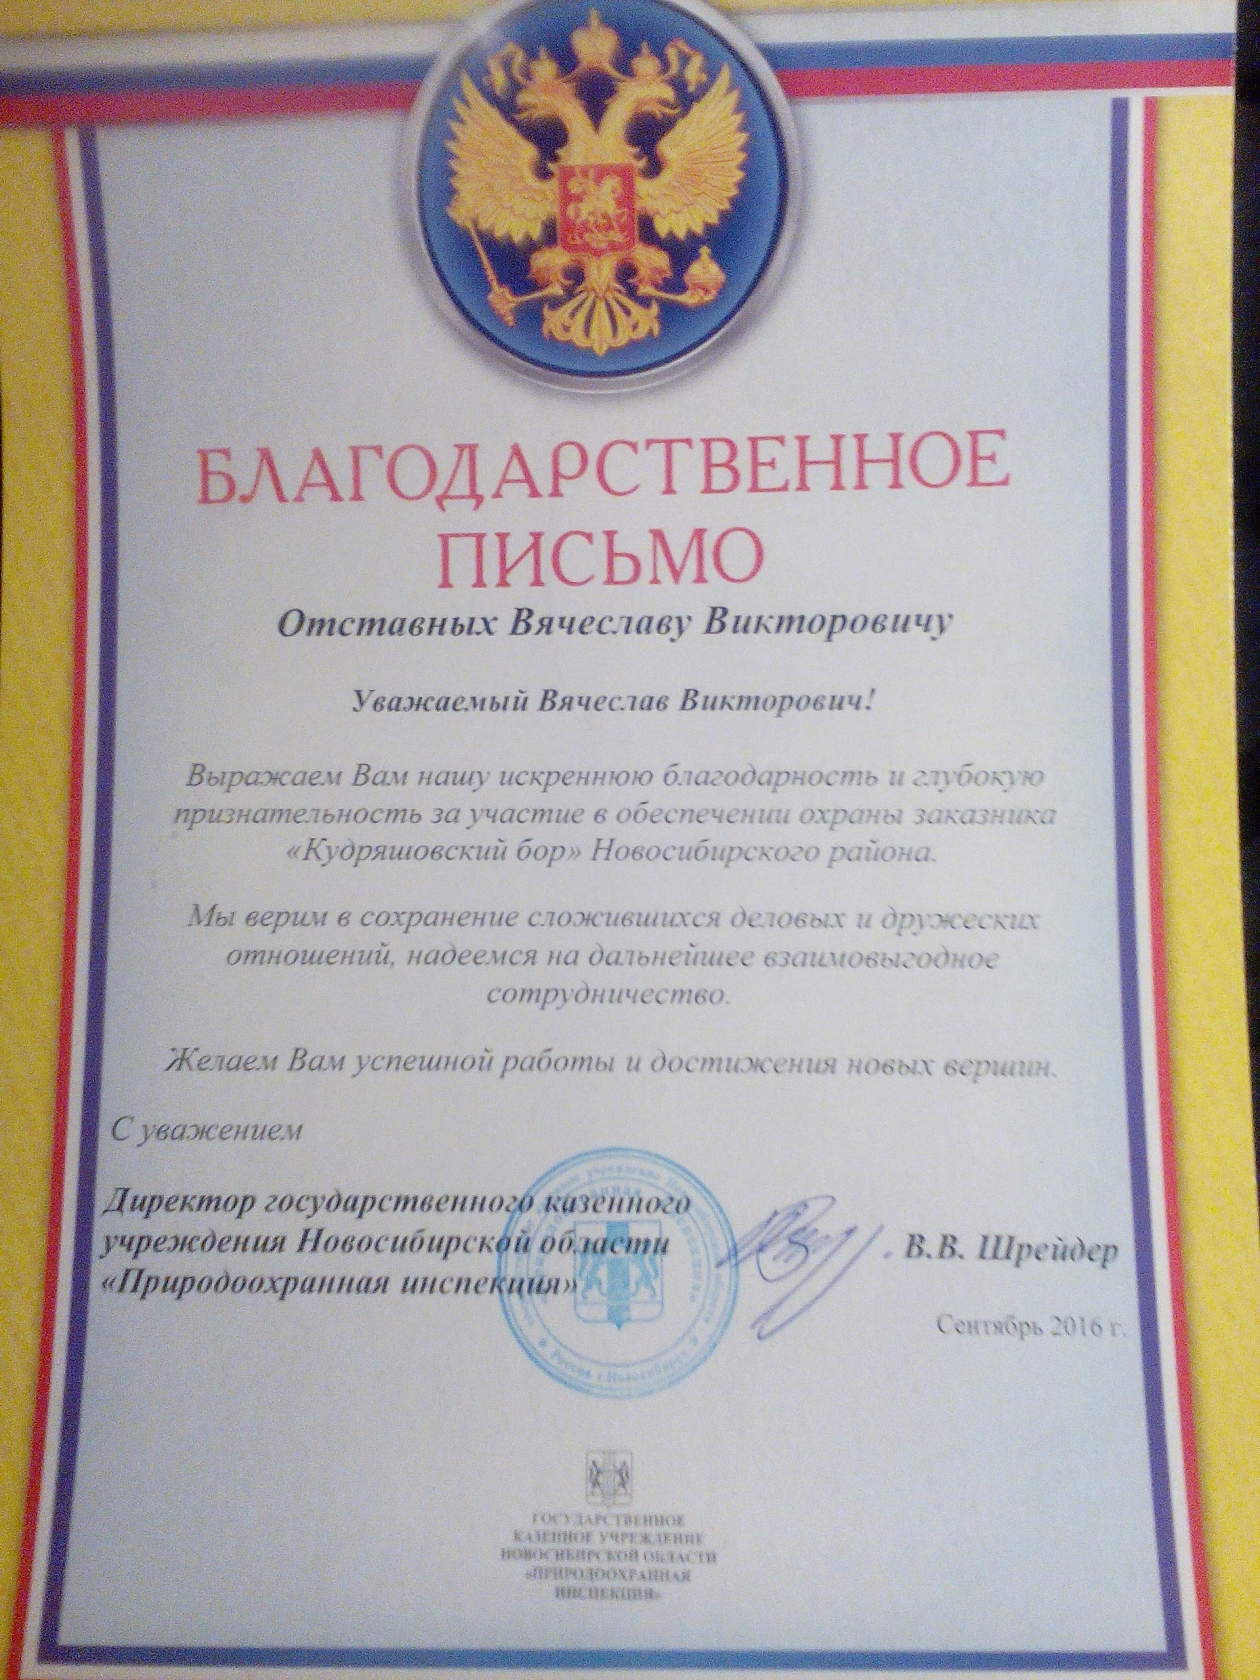 БЛАГОДАРСТВЕННОЕ
ПИСЬМО
Отставных Вячеславу Викторовичу
Уважаемый Вячеслав Викторович!
Выражаем Вам нашу искреннюю благодарность и глубокую
признательность за участие в обеспечении охраны заказника
«Кудряшовский бор» Новосибирского района.
Мы верим в сохранение сложившихся деловых и дружеских
отношений, надеемся на дальнейшее взаимовыгодное
сотрудничество.
Желаем Вам успешной работы и достижения новых вершин.
С уважением
Директор государственного казенного
учреждения Новосибирской области
«Природоохранная инспекция»
В.В. Шрейдер
Сентябрь 2016 г.
ГОСУДАРСТВЕННОЕ
КАЗЕННОЕ УЧРЕЖДЕНИЕ
НОВОСИБИРСКОЙ ОБЛАСТИ
«ПРИРОДООХРАННАЯ
ИНСПЕКЦИЯ»